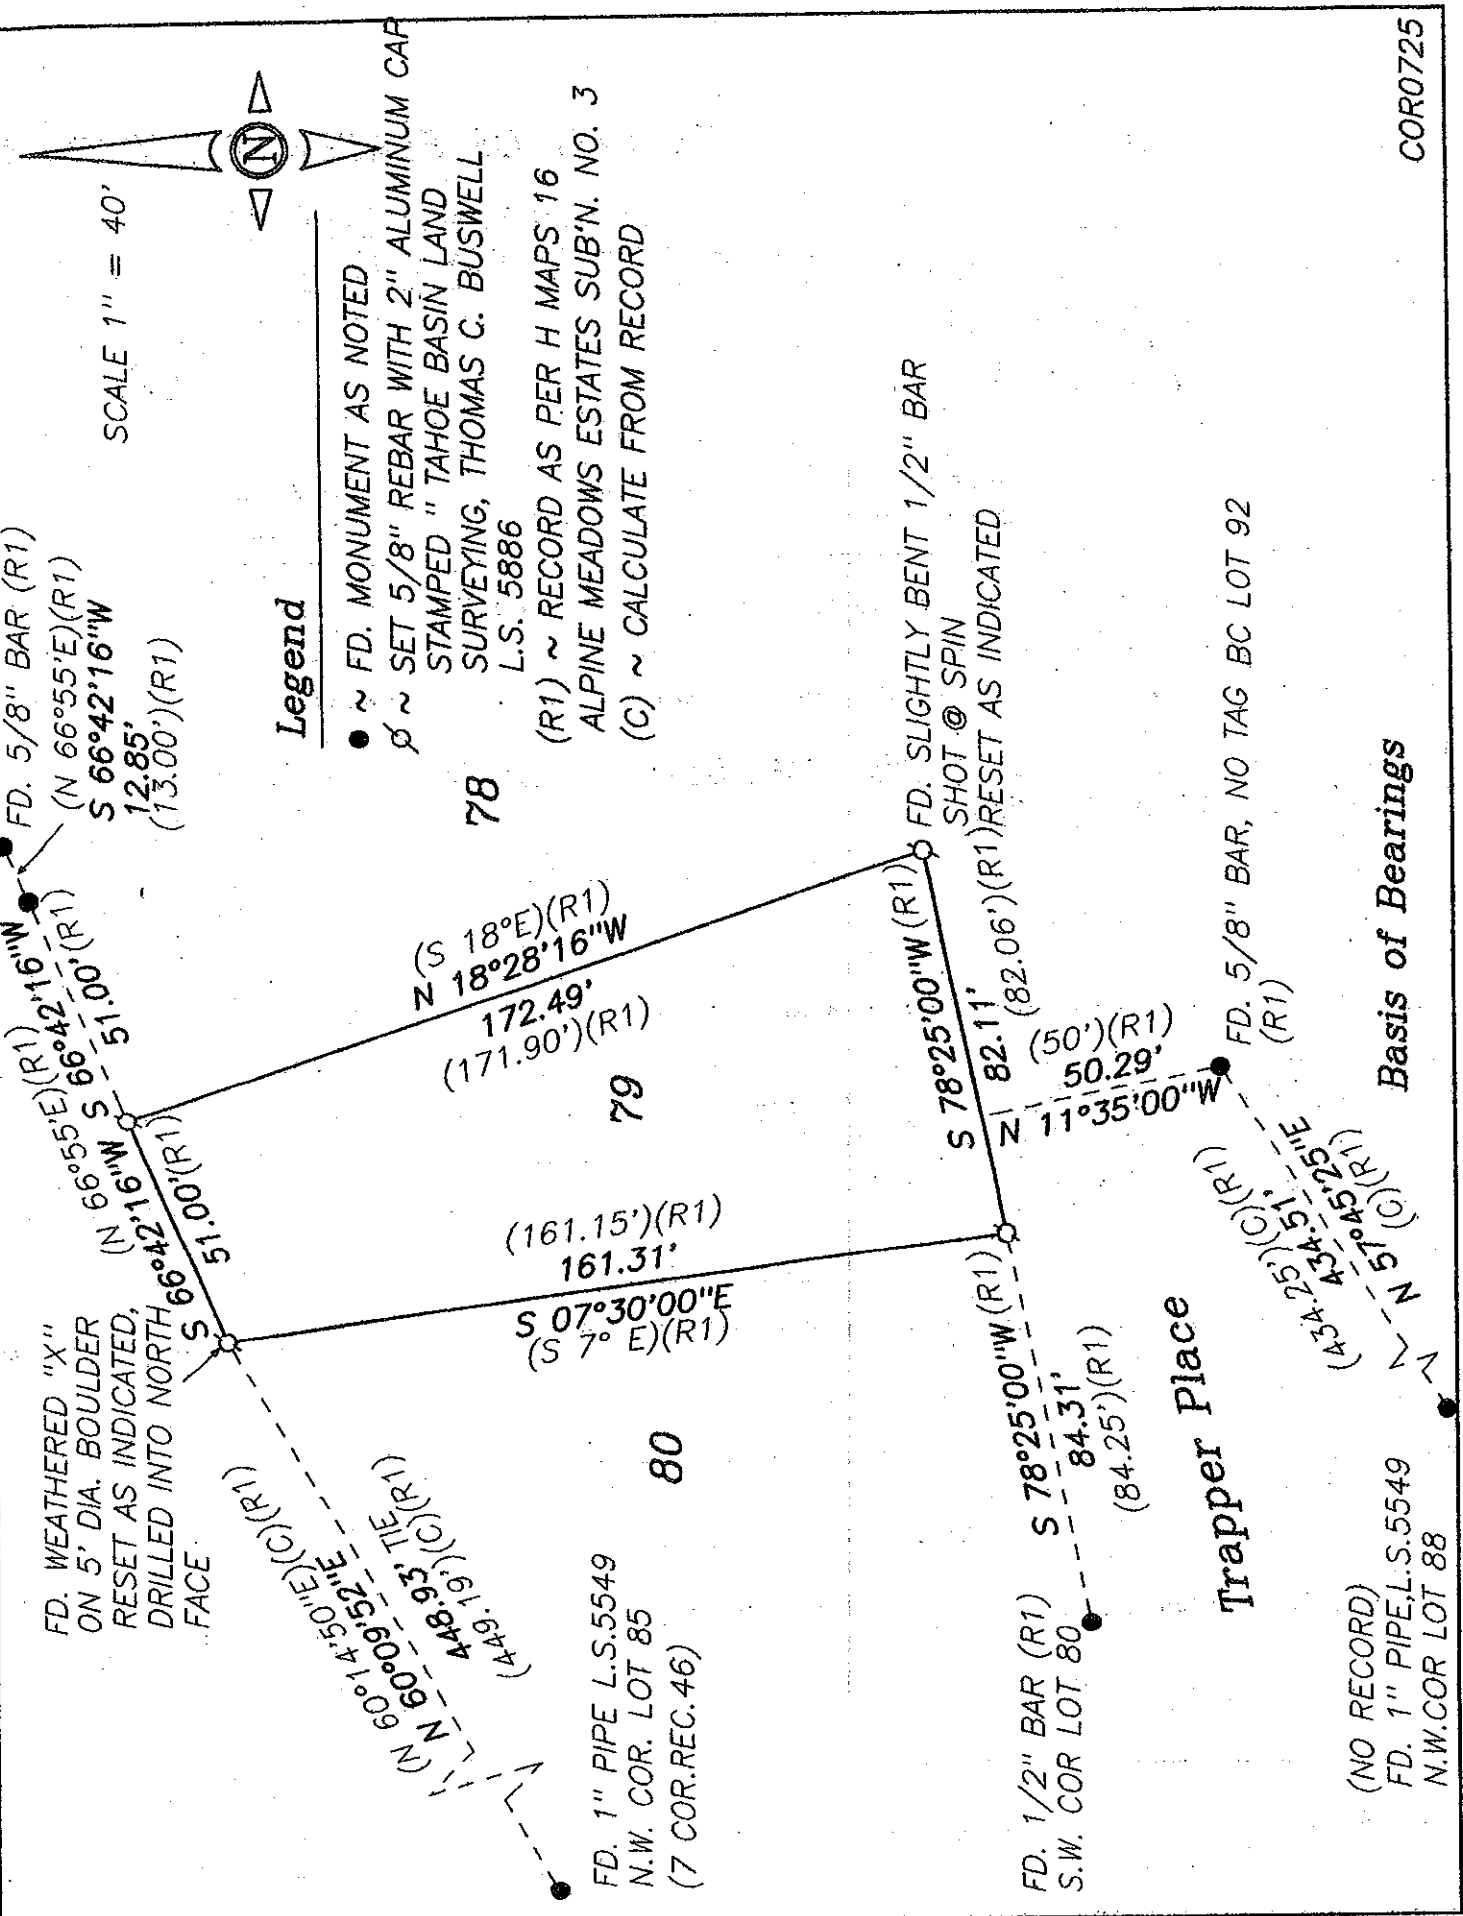 FD. 5/8" BAR (R1)
(N 66°55'E)(R1)
S 66°42'16"W
12.85'
(13.00')(R1)
SCALE 1" = 40'
N
Legend
● ~ FD. MONUMENT AS NOTED
Ø ~ SET 5/8" REBAR WITH 2" ALUMINUM CAP
STAMPED " TAHOE BASIN LAND
SURVEYING, THOMAS C. BUSWELL
L.S. 5886
(R1) ~ RECORD AS PER H MAPS 16
ALPINE MEADOWS ESTATES SUB'N. NO. 3
(C) ~ CALCULATE FROM RECORD
FD. WEATHERED "X"
ON 5' DIA. BOULDER
RESET AS INDICATED,
DRILLED INTO NORTH
FACE
(N 66°55'E)(R1)
S 66°42'16"W
51.00'(R1)
(N 66°55'E)(R1)
S 66°42'16"W
51.00'(R1)
78
(S 18°E)(R1)
N 18°28'16"W
172.49'
(171.90')(R1)
79
(161.15')(R1)
161.31'
S 07°30'00"E
(S 7° E)(R1)
80
(N 60°14'50"E)(C)(R1)
N 60°09'52"E
448.93' TIE
(449.19')(C)(R1)
FD. 1" PIPE L.S.5549
N.W. COR. LOT 85
(7 COR.REC.46)
FD. SLIGHTLY BENT 1/2" BAR
SHOT @ SPIN
RESET AS INDICATED
S 78°25'00"W (R1)
82.11'
(82.06')(R1)
(50')(R1)
50.29'
N 11°35'00"W
FD. 5/8" BAR, NO TAG BC LOT 92
(R1)
S 78°25'00"W (R1)
84.31'
(84.25')(R1)
FD. 1/2" BAR (R1)
S.W. COR LOT 80
Trapper Place
(434.25')(C)(R1)
434.51'
N 57°45'25"E
(C)(R1)
Basis of Bearings
(NO RECORD)
FD. 1" PIPE,L.S.5549
N.W.COR LOT 88
COR0725